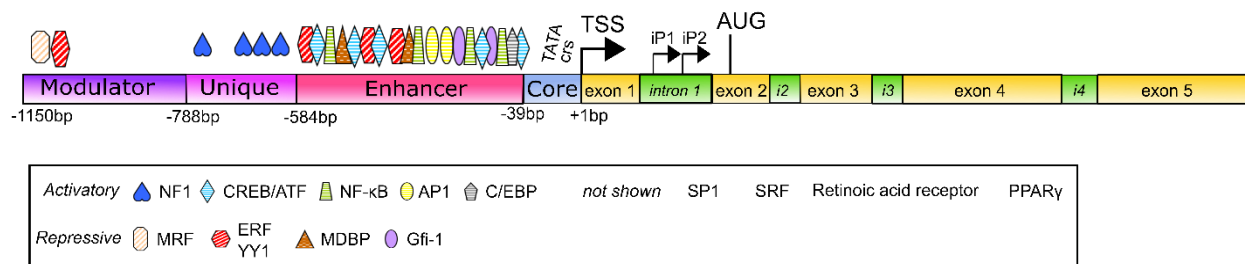 TATA
crs
TSS
iP1
iP2
AUG
Modulator Unique Enhancer Core exon 1 intron 1 exon 2 i2 exon 3 i3 exon 4 i4 exon 5
-1150bp -788bp -584bp -39bp +1bp
Activatory NF1 CREB/ATF NF-κB AP1 C/EBP not shown SP1 SRF Retinoic acid receptor PPARγ
Repressive MRF ERF YY1 MDBP Gfi-1